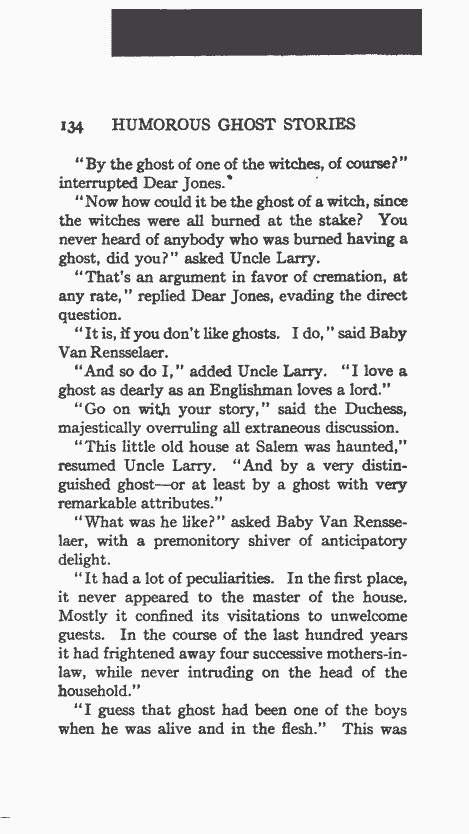 134 HUMOROUS GHOST STORIES
"By the ghost of one of the witches, of course?"
interrupted Dear Jones.
"Now how could it be the ghost of a witch, since
the witches were all burned at the stake? You
never heard of anybody who was burned having a
ghost, did you?" asked Uncle Larry.
"That's an argument in favor of cremation, at
any rate," replied Dear Jones, evading the direct
question.
"It is, if you don't like ghosts. I do," said Baby
Van Rensselaer.
"And so do I," added Uncle Larry. "I love a
ghost as dearly as an Englishman loves a lord."
"Go on with your story," said the Duchess,
majestically overruling all extraneous discussion.
"This little old house at Salem was haunted,"
resumed Uncle Larry. "And by a very distin-
guished ghost—or at least by a ghost with very
remarkable attributes."
"What was he like?" asked Baby Van Rensse-
laer, with a premonitory shiver of anticipatory
delight.
"It had a lot of peculiarities. In the first place,
it never appeared to the master of the house.
Mostly it confined its visitations to unwelcome
guests. In the course of the last hundred years
it had frightened away four successive mothers-in-
law, while never intruding on the head of the
household."
"I guess that ghost had been one of the boys
when he was alive and in the flesh." This was